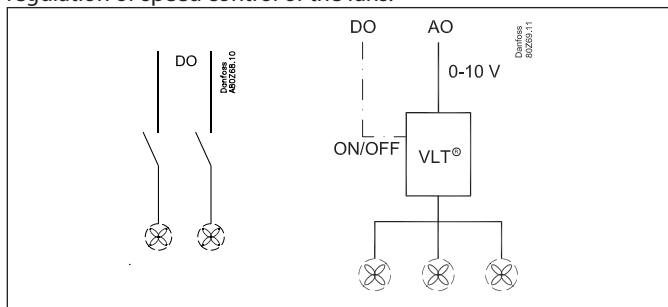 regulation or speed control of the fans.
DO
Danfoss
A80Z68.10
DO
AO
Danfoss
80Z69.11
0-10 V
ON/OFF
VLT®